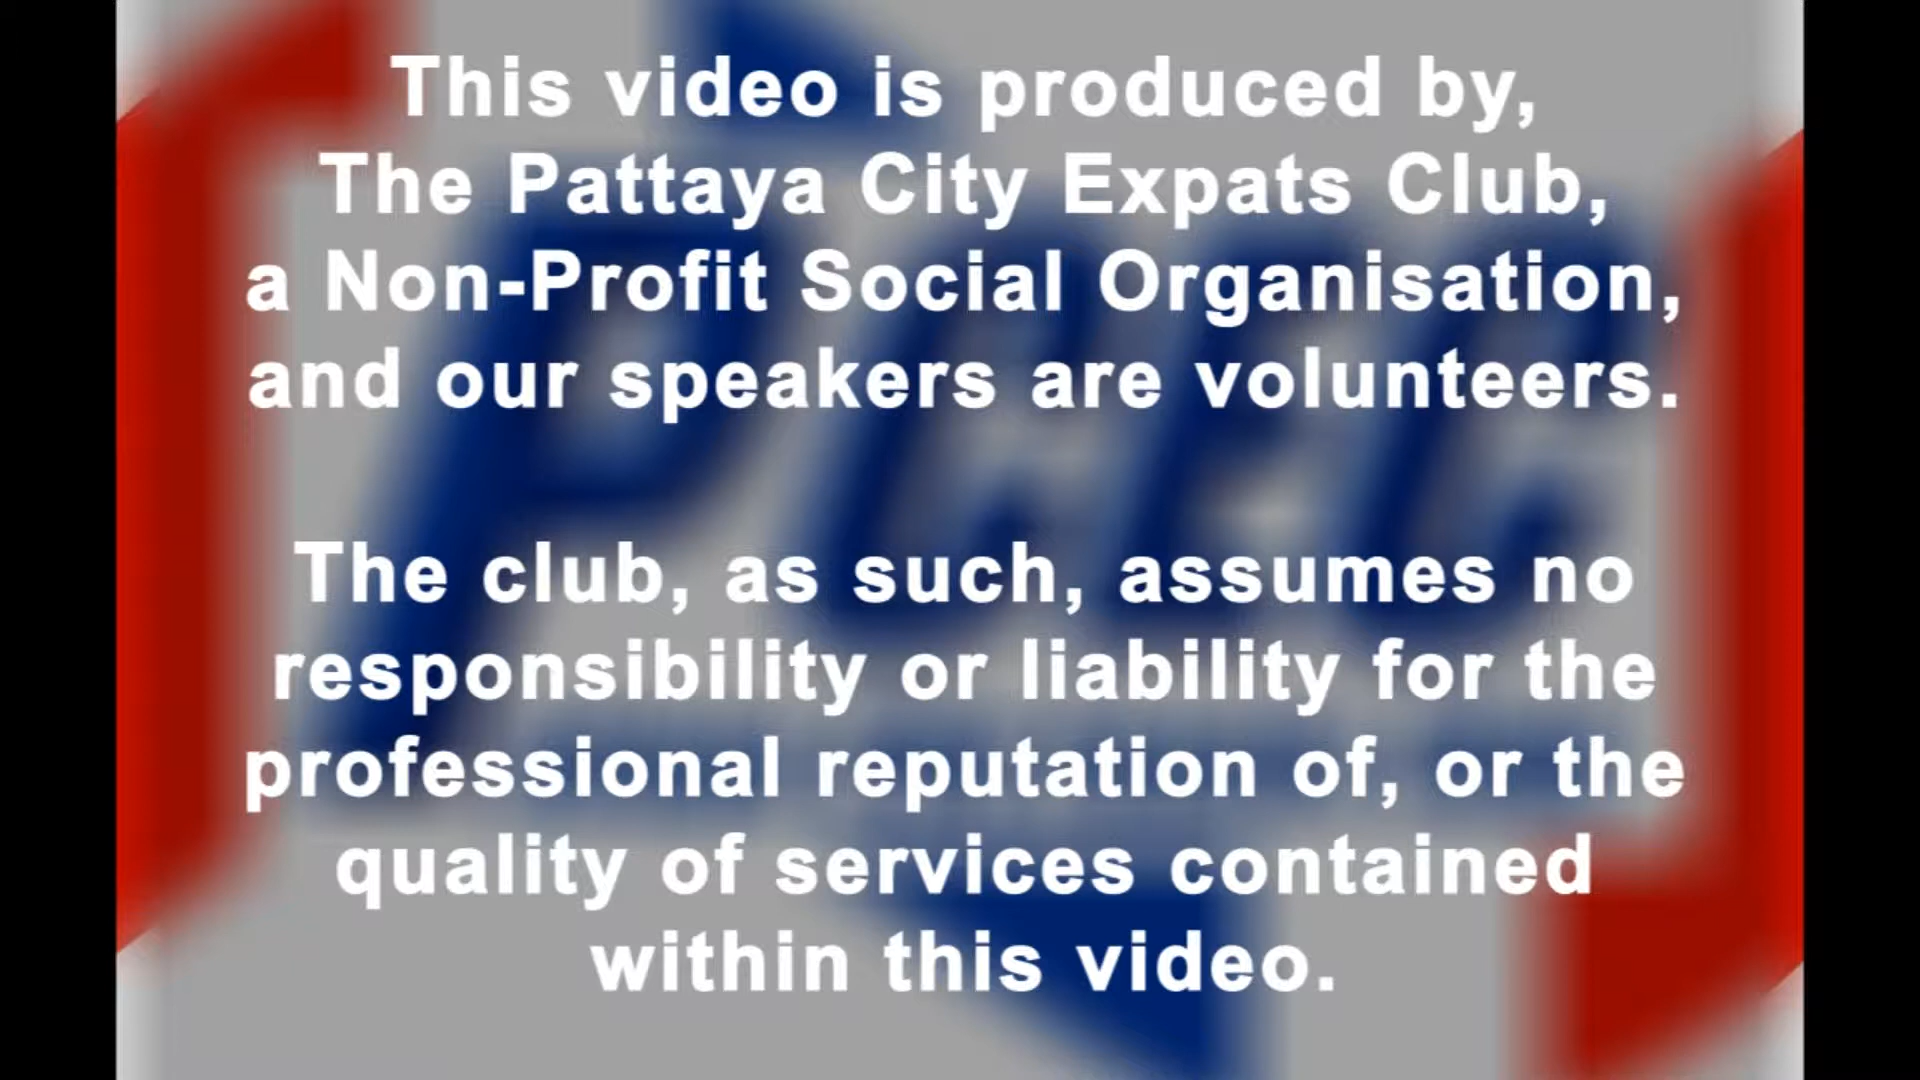 This video is produced by,
The Pattaya City Expats Club,
a Non-Profit Social Organisation,
and our speakers are volunteers.
The club, as such, assumes no
responsibility or liability for the
professional reputation of, or the
quality of services contained
within this video.
PCEC